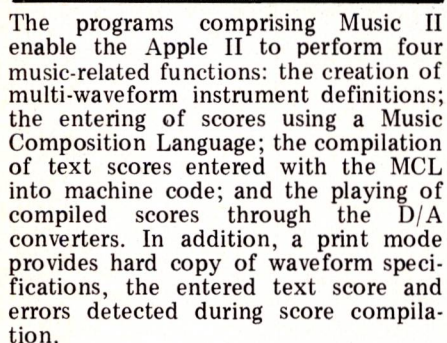 The programs comprising Music II
enable the Apple II to perform four
music-related functions: the creation of
multi-waveform instrument definitions;
the entering of scores using a Music
Composition Language; the compilation
of text scores entered with the MCL
into machine code; and the playing of
compiled scores through the D/A
converters. In addition, a print mode
provides hard copy of waveform speci-
fications, the entered text score and
errors detected during score compila-
tion.